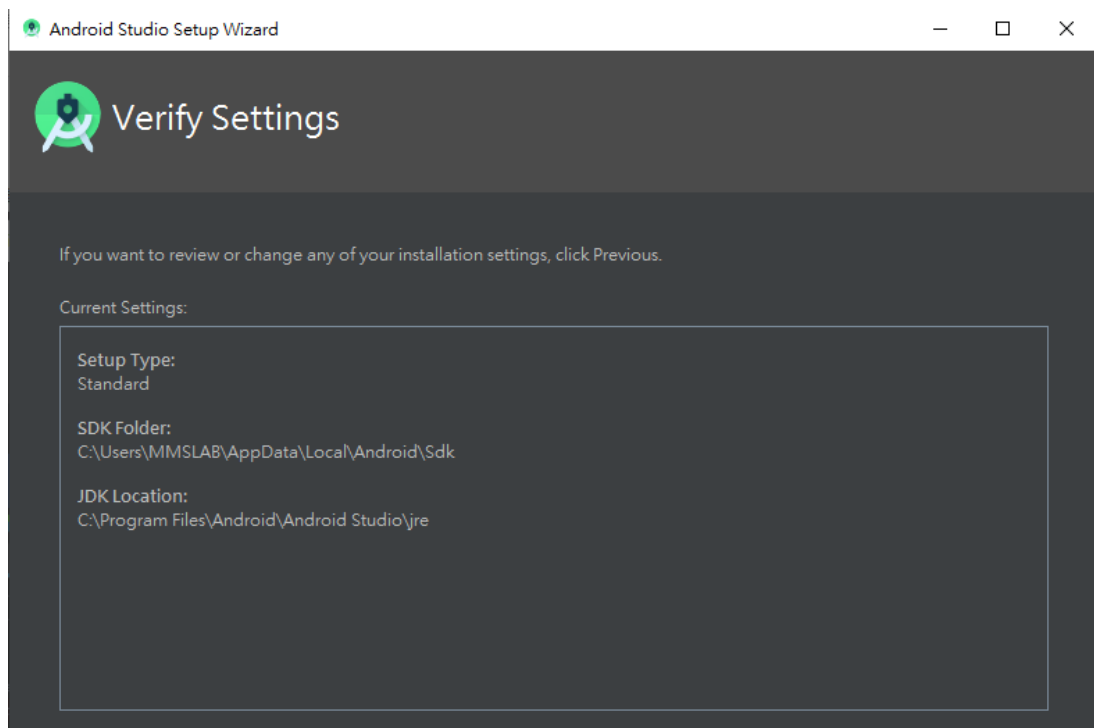 Android Studio Setup Wizard
Verify Settings
If you want to review or change any of your installation settings, click Previous.
Current Settings:
Setup Type:
Standard
SDK Folder:
C:\Users\MMSLAB\AppData\Local\Android\Sdk
JDK Location:
C:\Program Files\Android\Android Studio\jre